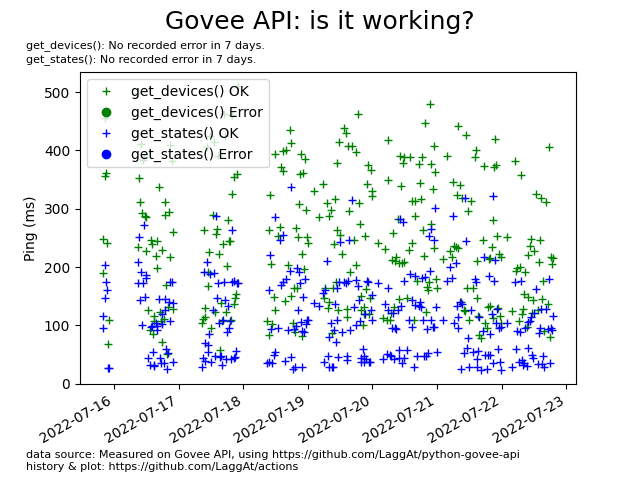 Govee API: is it working?
get_devices(): No recorded error in 7 days.
get_states(): No recorded error in 7 days.
get_devices() OK
get_devices() Error
get_states() OK
get_states() Error
500
400
300
200
100
0
Ping (ms)
2022-07-16
2022-07-17
2022-07-18
2022-07-19
2022-07-20
2022-07-21
2022-07-22
2022-07-23
data source: Measured on Govee API, using https://github.com/LaggAt/python-govee-api
history & plot: https://github.com/LaggAt/actions